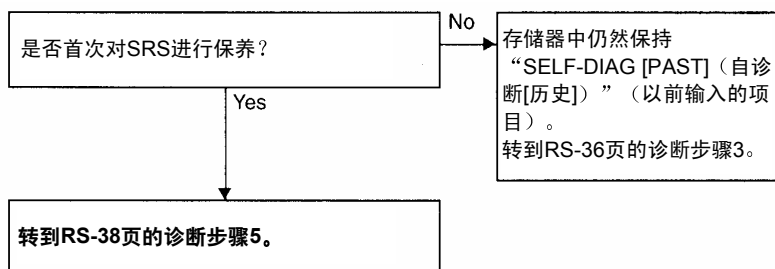 是否首次对SRS进行保养？
No
存储器中仍然保持
“SELF-DIAG [PAST]（自诊
断[历史]）”（以前输入的项
目）。
转到RS-36页的诊断步骤3。
Yes
转到RS-38页的诊断步骤5。